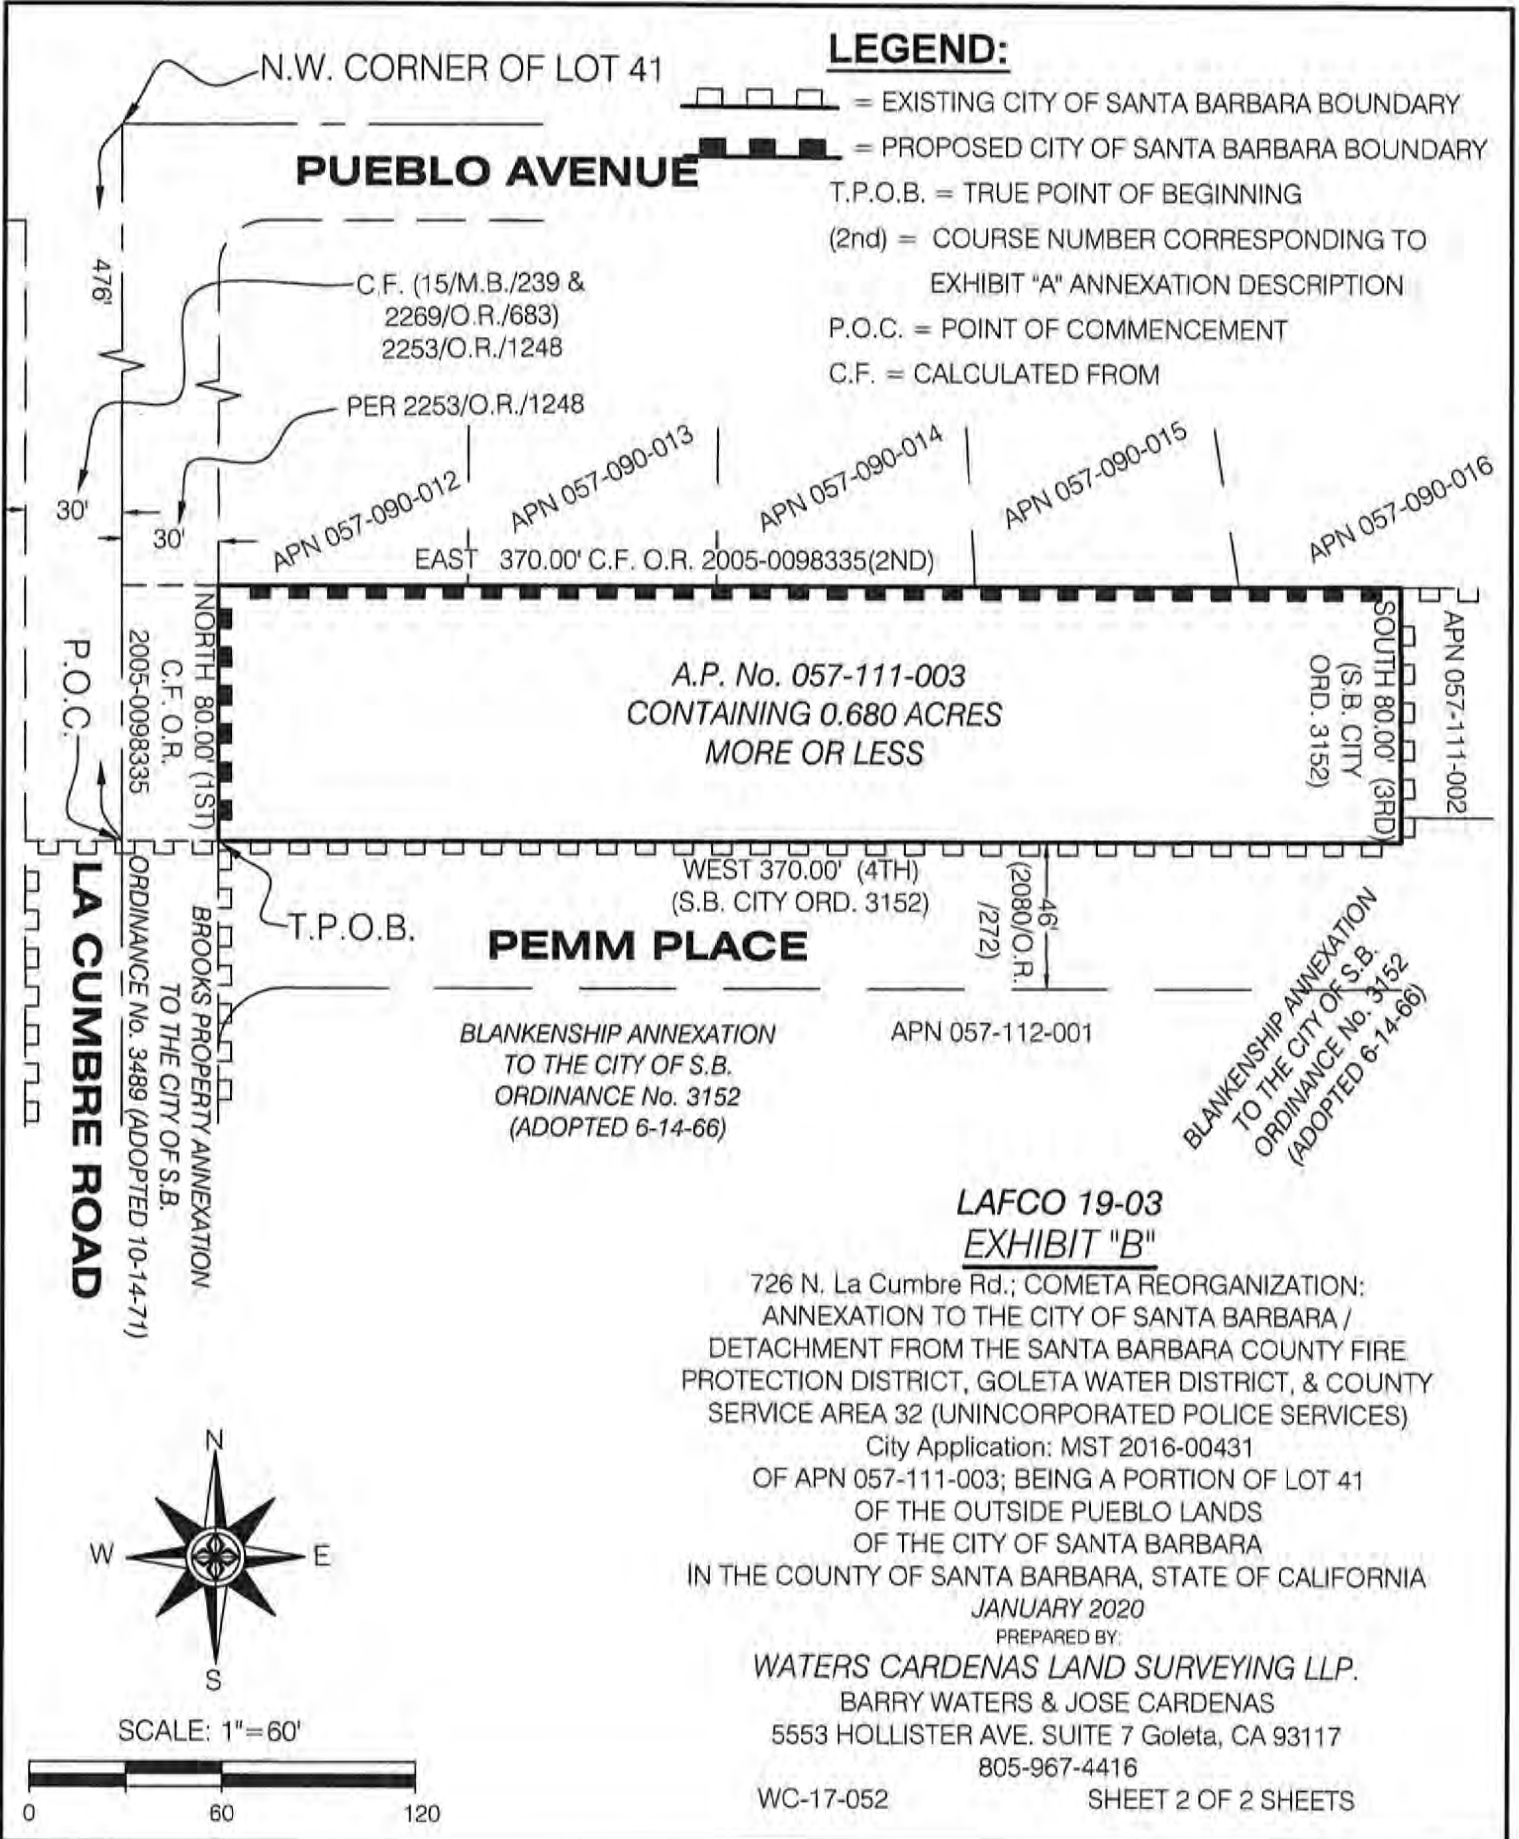 LEGEND:
= EXISTING CITY OF SANTA BARBARA BOUNDARY
= PROPOSED CITY OF SANTA BARBARA BOUNDARY
T.P.O.B. = TRUE POINT OF BEGINNING
(2nd) = COURSE NUMBER CORRESPONDING TO
EXHIBIT "A" ANNEXATION DESCRIPTION
P.O.C. = POINT OF COMMENCEMENT
C.F. = CALCULATED FROM
N.W. CORNER OF LOT 41
PUEBLO AVENUE
476'
C.F. (15/M.B./239 &
2269/O.R./683)
2253/O.R./1248
PER 2253/O.R./1248
30'
30'
APN 057-090-012
APN 057-090-013
APN 057-090-014
APN 057-090-015
APN 057-090-016
EAST 370.00' C.F. O.R. 2005-0098335(2ND)
NORTH 80.00' (1ST)
C.F. O.R.
2005-0098335
P.O.C.
A.P. No. 057-111-003
CONTAINING 0.680 ACRES
MORE OR LESS
SOUTH 80.00' (3RD)
(S.B. CITY
ORD. 3152)
APN 057-111-002
WEST 370.00' (4TH)
(S.B. CITY ORD. 3152)
T.P.O.B.
PEMM PLACE
46'
(2080/O.R.
/272)
LA CUMBRE ROAD
BROOKS PROPERTY ANNEXATION
TO THE CITY OF S.B.
ORDINANCE No. 3489 (ADOPTED 10-14-71)
BLANKENSHIP ANNEXATION
TO THE CITY OF S.B.
ORDINANCE No. 3152
(ADOPTED 6-14-66)
APN 057-112-001
BLANKENSHIP ANNEXATION
TO THE CITY OF S.B.
ORDINANCE No. 3152
(ADOPTED 6-14-66)
LAFCO 19-03
EXHIBIT "B"
726 N. La Cumbre Rd.; COMETA REORGANIZATION:
ANNEXATION TO THE CITY OF SANTA BARBARA /
DETACHMENT FROM THE SANTA BARBARA COUNTY FIRE
PROTECTION DISTRICT, GOLETA WATER DISTRICT, & COUNTY
SERVICE AREA 32 (UNINCORPORATED POLICE SERVICES)
City Application: MST 2016-00431
OF APN 057-111-003; BEING A PORTION OF LOT 41
OF THE OUTSIDE PUEBLO LANDS
OF THE CITY OF SANTA BARBARA
IN THE COUNTY OF SANTA BARBARA, STATE OF CALIFORNIA
JANUARY 2020
PREPARED BY:
WATERS CARDENAS LAND SURVEYING LLP.
BARRY WATERS & JOSE CARDENAS
5553 HOLLISTER AVE. SUITE 7 Goleta, CA 93117
805-967-4416
WC-17-052 SHEET 2 OF 2 SHEETS
N
W E
S
SCALE: 1"=60'
0 60 120